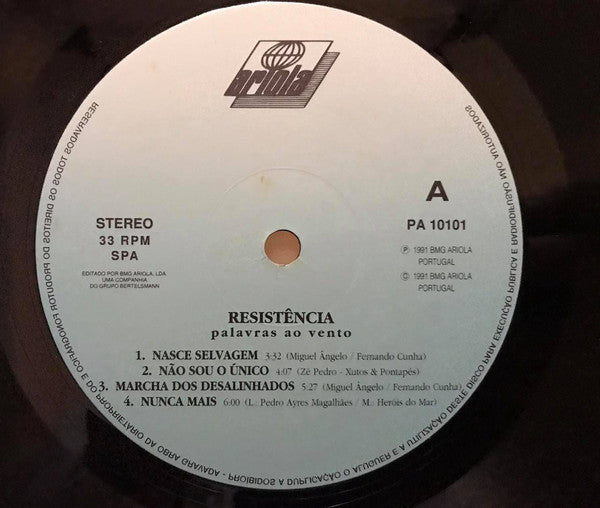 ariola
A
STEREO
33 RPM
SPA
PA 10101
EDITADO POR BMG ARIOLA, LDA
UMA COMPANHIA
DO GRUPO BERTELSMANN
℗ 1991 BMG ARIOLA
PORTUGAL
© 1991 BMG ARIOLA
PORTUGAL
RESISTÊNCIA
palavras ao vento
1. NASCE SELVAGEM 3:32 (Miguel Ângelo / Fernando Cunha)
2. NÃO SOU O ÚNICO 4:07 (Zé Pedro - Xutos & Pontapés)
3. MARCHA DOS DESALINHADOS 5:27 (Miguel Ângelo / Fernando Cunha)
4. NUNCA MAIS 6:00 (L.: Pedro Ayres Magalhães / M.: Heróis do Mar)
RESERVADOS TODOS OS DIREITOS DO PRODUTOR FONOGRÁFICO E DO PROPRIETÁRIO DA OBRA GRAVADA - PROIBIDOS A DUPLICAÇÃO O ALUGUER E A UTILIZAÇÃO DESTE DISCO PARA EXECUÇÃO PÚBLICA E RADIODIFUSÃO NÃO AUTORIZADOS